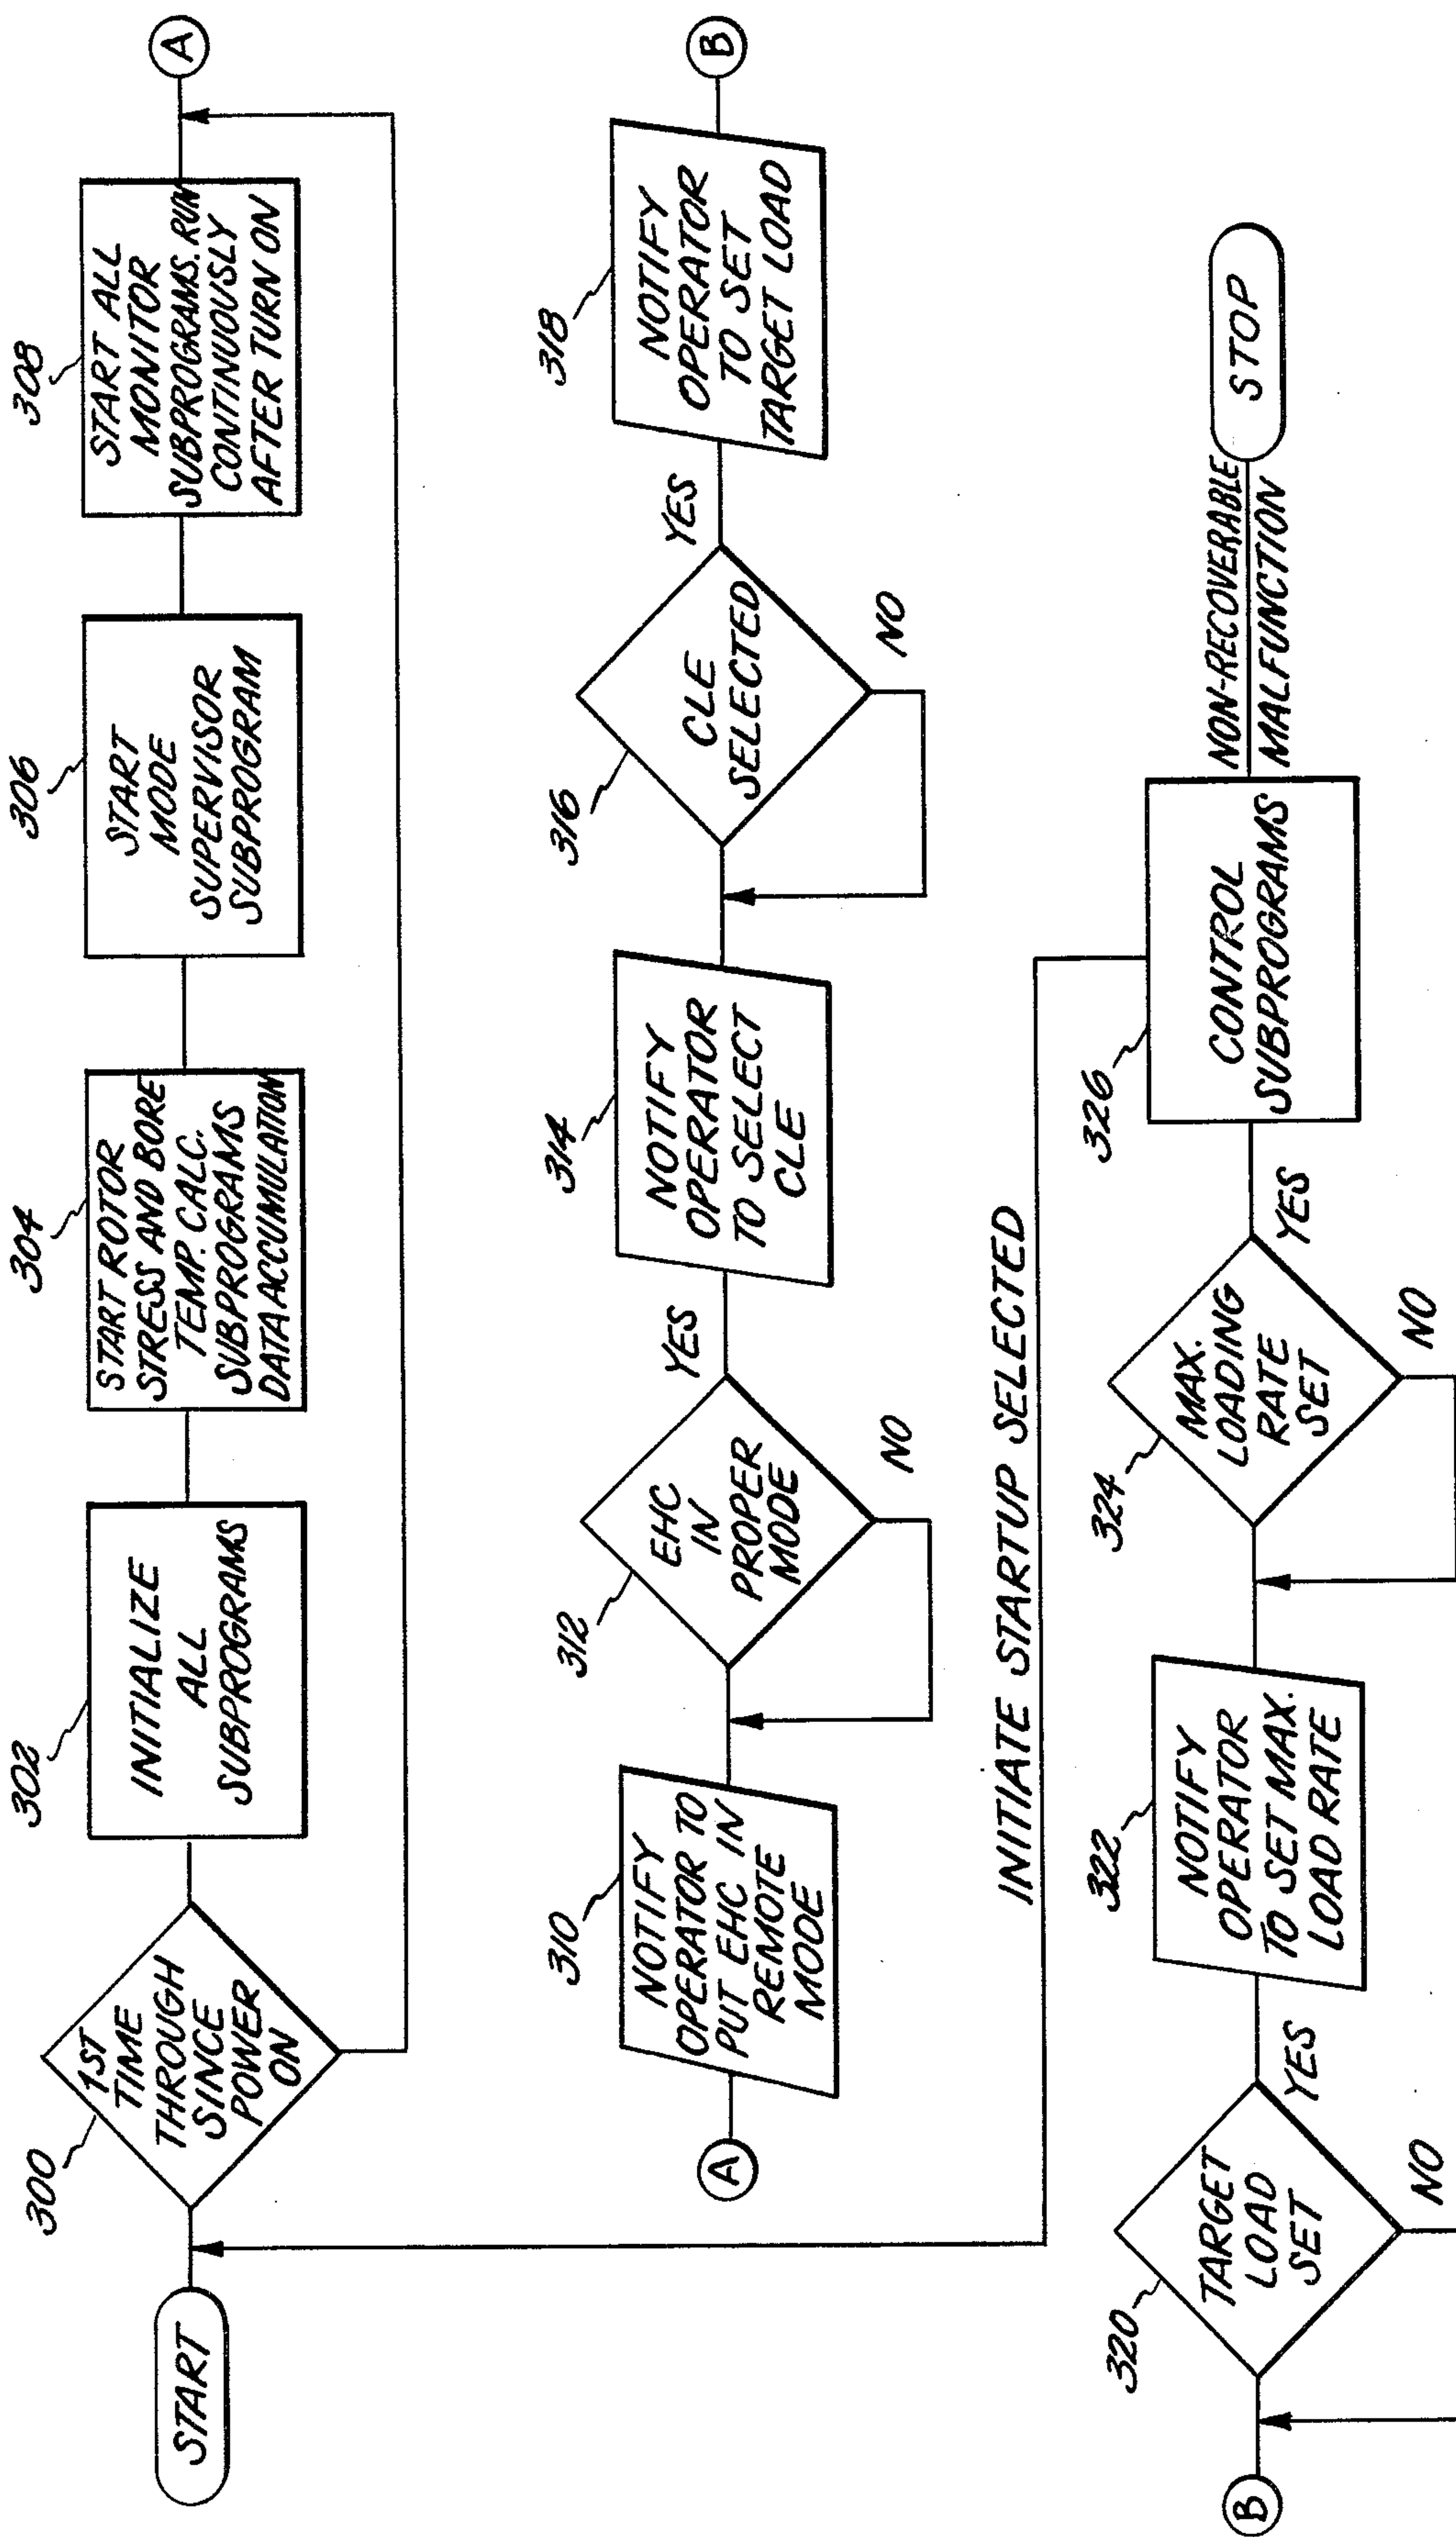 START
300
1ST
TIME
THROUGH
SINCE
POWER
ON
302
INITIALIZE
ALL
SUBPROGRAMS
304
START ROTOR
STRESS AND BORE
TEMP. CALC.
SUBPROGRAMS
DATA ACCUMULATION
306
START
MODE
SUPERVISOR
SUBPROGRAM
308
START ALL
MONITOR
SUBPROGRAMS. RUN
CONTINUOUSLY
AFTER TURN ON
A
A
310
NOTIFY
OPERATOR TO
PUT EHC IN
REMOTE
MODE
312
EHC
IN
PROPER
MODE
YES
NO
314
NOTIFY
OPERATOR
TO SELECT
CLE
316
CLE
SELECTED
YES
NO
318
NOTIFY
OPERATOR
TO SET
TARGET LOAD
B
INITIATE STARTUP SELECTED
B
320
TARGET
LOAD
SET
YES
NO
322
NOTIFY
OPERATOR
TO SET MAX.
LOAD RATE
324
MAX.
LOADING
RATE
SET
YES
NO
326
CONTROL
SUBPROGRAMS
NON-RECOVERABLE
MALFUNCTION
STOP